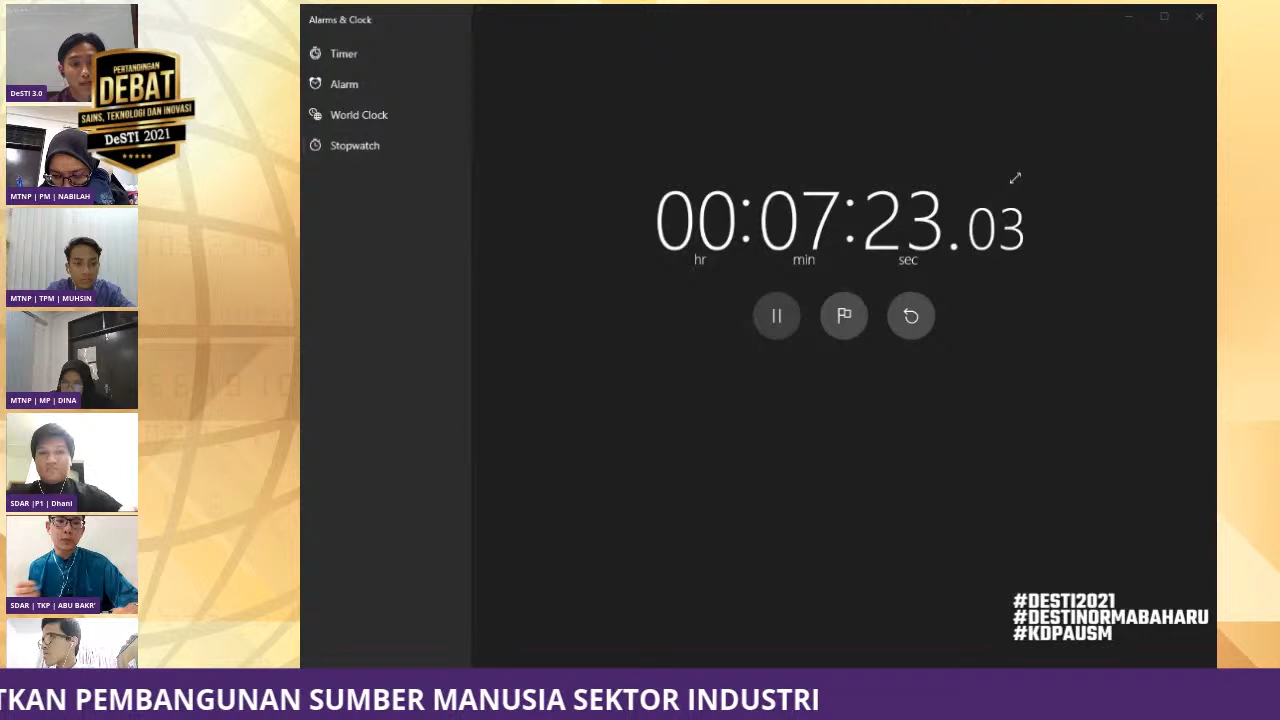 DeSTI 3.0
PERTANDINGAN
DEBAT
SAINS, TEKNOLOGI DAN INOVASI
DeSTI 2021
MTNP | PM | NABILAH
MTNP | TPM | MUHSIN
MTNP | MP | DINA
SDAR |P1 | Dhani
SDAR | TKP | ABU BAKR'
Alarms & Clock
Timer
Alarm
World Clock
Stopwatch
00:07:23.03
hr min sec
#DESTI2021
#DESTINORMABAHARU
#KDPAUSM
TKAN PEMBANGUNAN SUMBER MANUSIA SEKTOR INDUSTRI